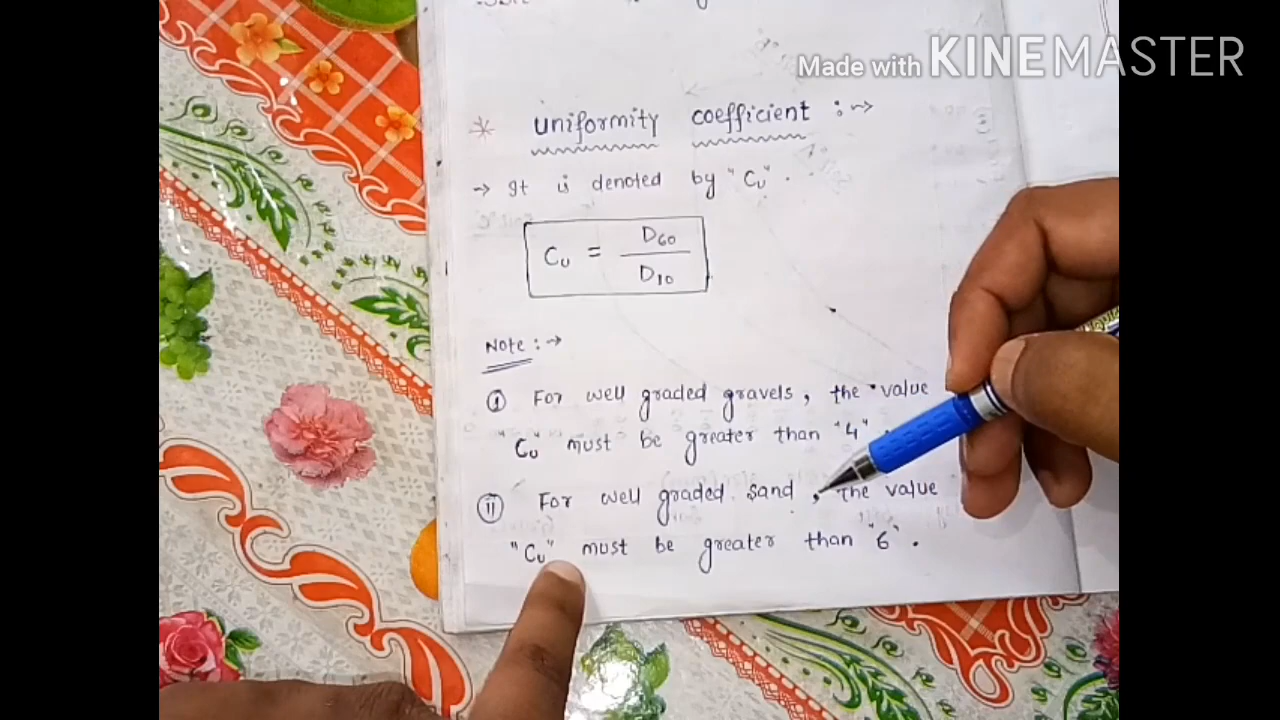 Made with KINEMASTER
* Uniformity coefficient :→
→ It is denoted by "Cu".
Cu = D60 / D10
Note :→
(i) For well graded gravels, the value
"Cu" must be greater than "4"
(ii) For well graded sand, the value
"Cu" must be greater than "6".